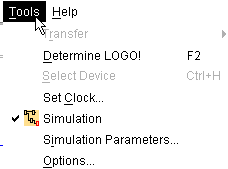 Tools Help
Transfer
Determine LOGO! F2
Select Device Ctrl+H
Set Clock...
Simulation
Simulation Parameters...
Options...